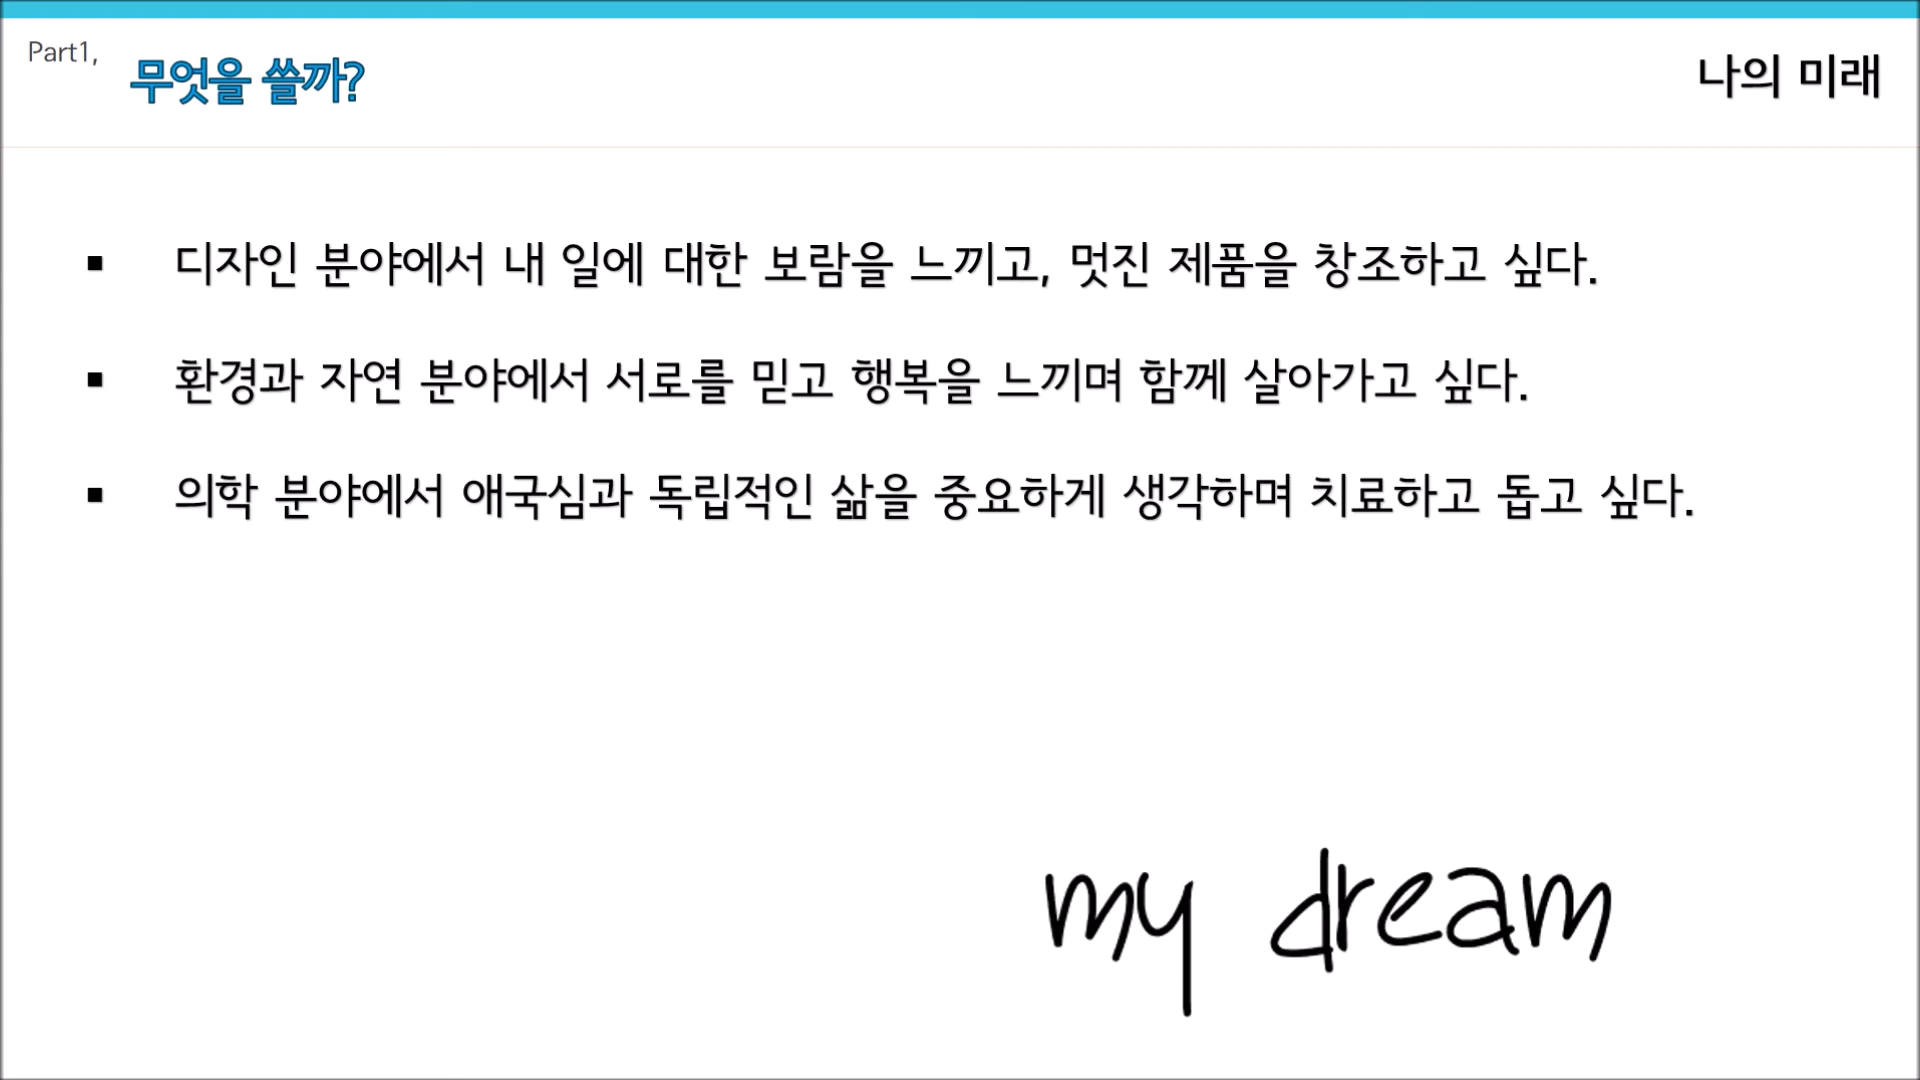 Part1,
무엇을 쓸까?
나의 미래
▪ 디자인 분야에서 내 일에 대한 보람을 느끼고, 멋진 제품을 창조하고 싶다.
▪ 환경과 자연 분야에서 서로를 믿고 행복을 느끼며 함께 살아가고 싶다.
▪ 의학 분야에서 애국심과 독립적인 삶을 중요하게 생각하며 치료하고 돕고 싶다.
my dream